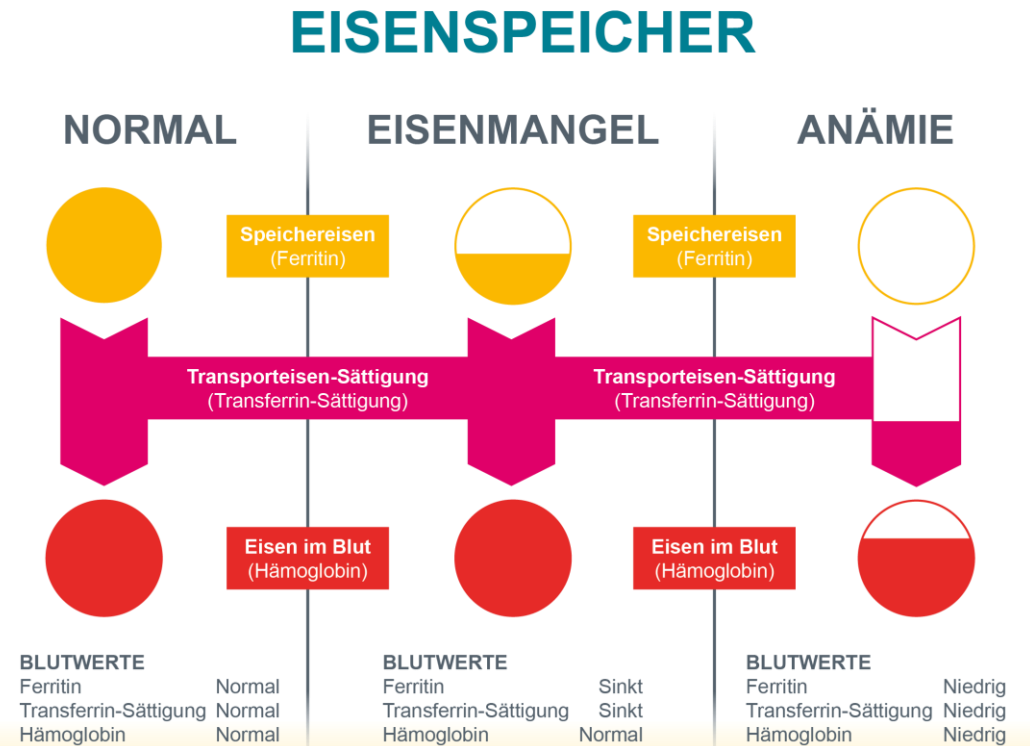 EISENSPEICHER
NORMAL
EISENMANGEL
ANÄMIE
Speichereisen
(Ferritin)
Speichereisen
(Ferritin)
Transporteisen-Sättigung
(Transferrin-Sättigung)
Transporteisen-Sättigung
(Transferrin-Sättigung)
Eisen im Blut
(Hämoglobin)
Eisen im Blut
(Hämoglobin)
BLUTWERTE
Ferritin Normal
Transferrin-Sättigung Normal
Hämoglobin Normal
BLUTWERTE
Ferritin Sinkt
Transferrin-Sättigung Sinkt
Hämoglobin Normal
BLUTWERTE
Ferritin Niedrig
Transferrin-Sättigung Niedrig
Hämoglobin Niedrig